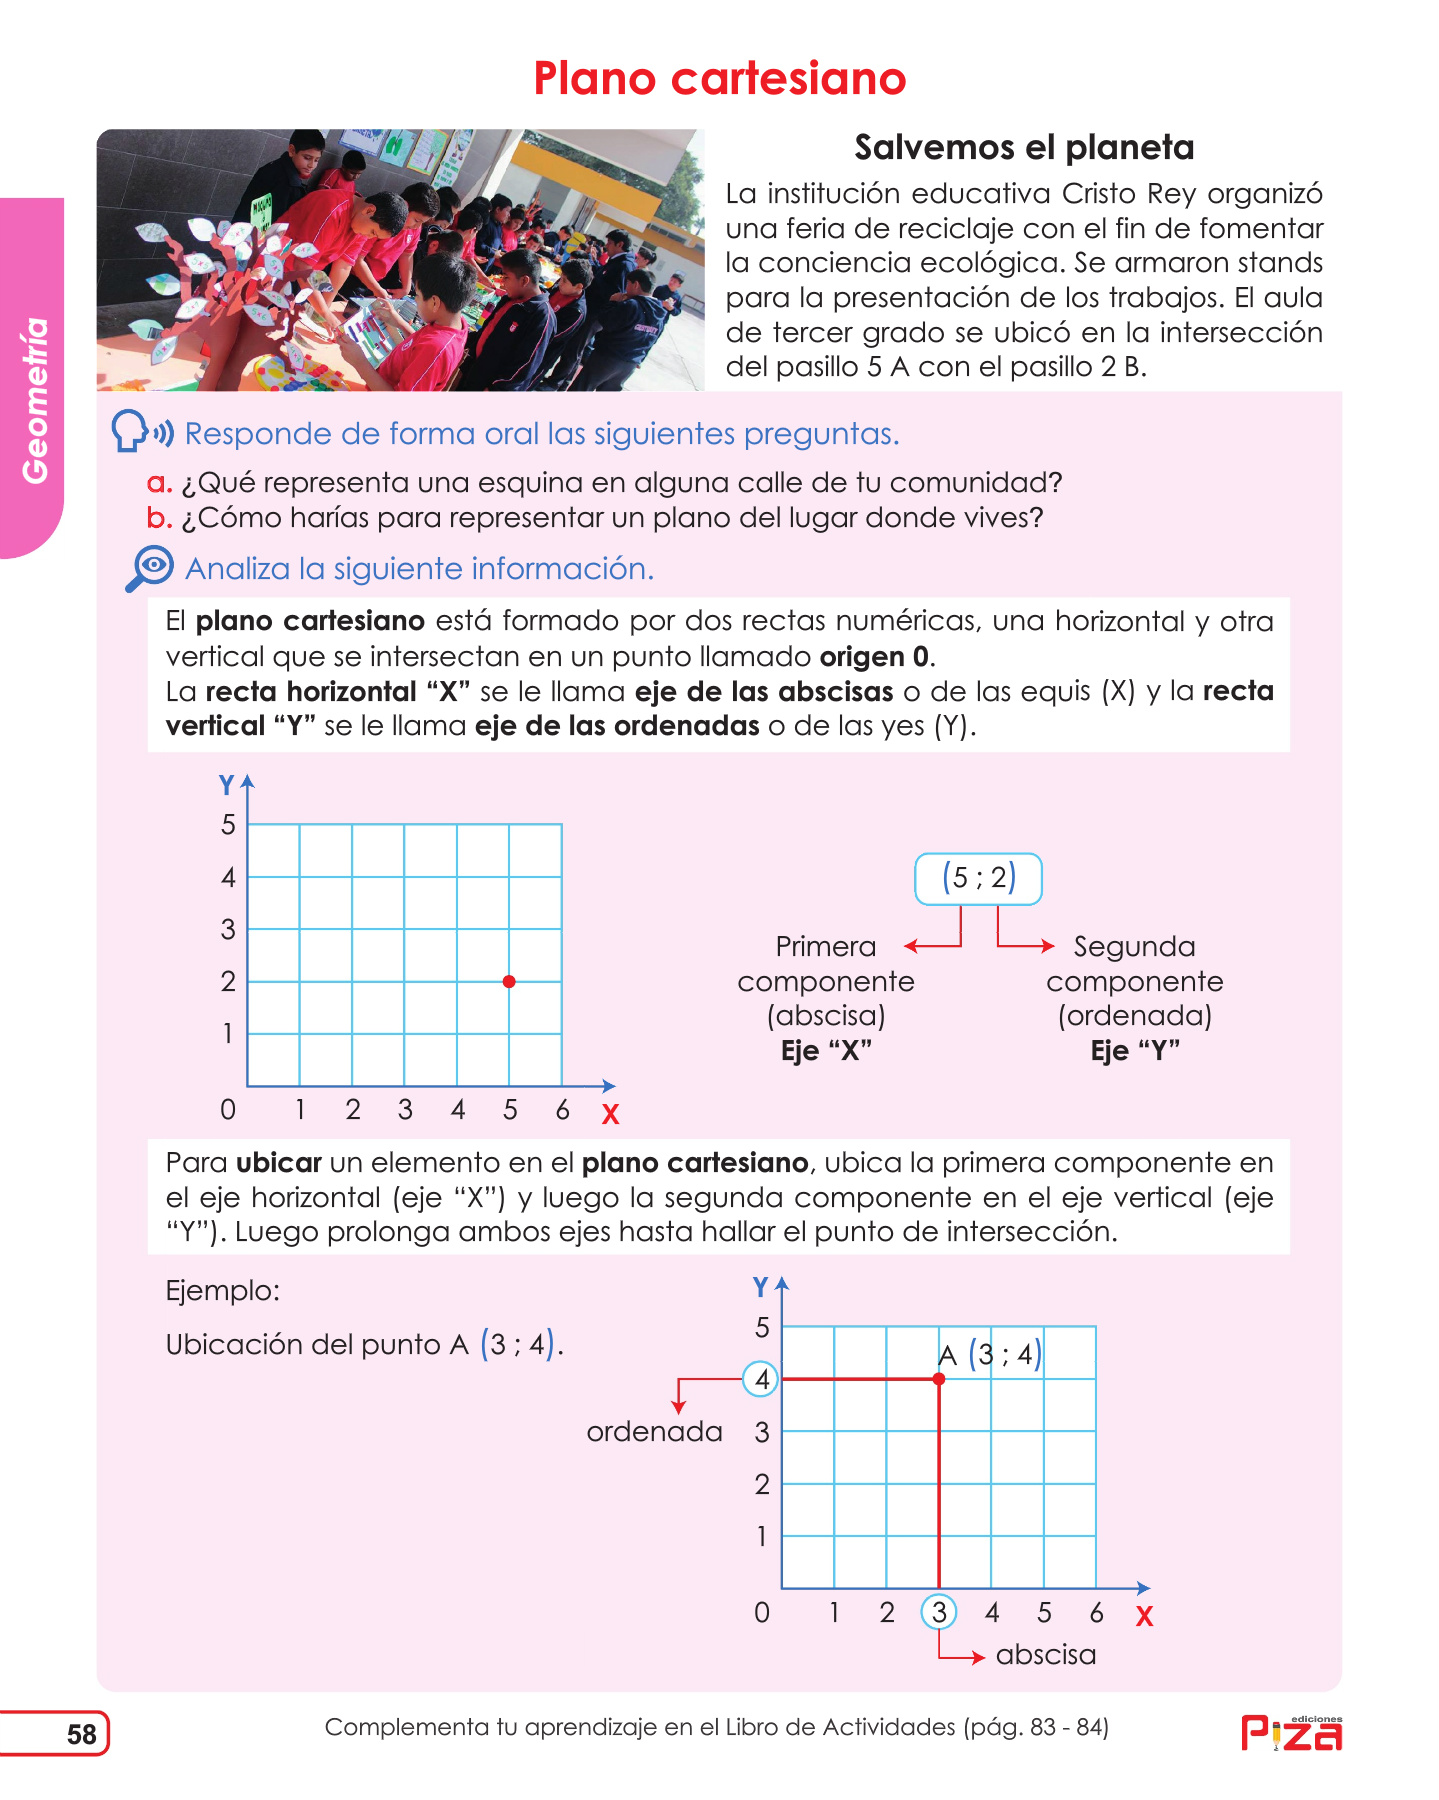 Plano cartesiano
Salvemos el planeta
La institución educativa Cristo Rey organizó
una feria de reciclaje con el fin de fomentar
la conciencia ecológica. Se armaron stands
para la presentación de los trabajos. El aula
de tercer grado se ubicó en la intersección
del pasillo 5 A con el pasillo 2 B.
Geometría
Responde de forma oral las siguientes preguntas.
a. ¿Qué representa una esquina en alguna calle de tu comunidad?
b. ¿Cómo harías para representar un plano del lugar donde vives?
Analiza la siguiente información.
El plano cartesiano está formado por dos rectas numéricas, una horizontal y otra
vertical que se intersectan en un punto llamado origen 0.
La recta horizontal “X” se le llama eje de las abscisas o de las equis (X) y la recta
vertical “Y” se le llama eje de las ordenadas o de las yes (Y).
Y
5
4
3
2
1
0 1 2 3 4 5 6 X
(5 ; 2)
Primera
componente
(abscisa)
Eje “X”
Segunda
componente
(ordenada)
Eje “Y”
Para ubicar un elemento en el plano cartesiano, ubica la primera componente en
el eje horizontal (eje “X”) y luego la segunda componente en el eje vertical (eje
“Y”). Luego prolonga ambos ejes hasta hallar el punto de intersección.
Ejemplo:
Ubicación del punto A (3 ; 4).
Y
5
A (3 ; 4)
4
ordenada
3
2
1
0 1 2 3 4 5 6 X
abscisa
58
Complementa tu aprendizaje en el Libro de Actividades (pág. 83 - 84)
ediciones
Piza